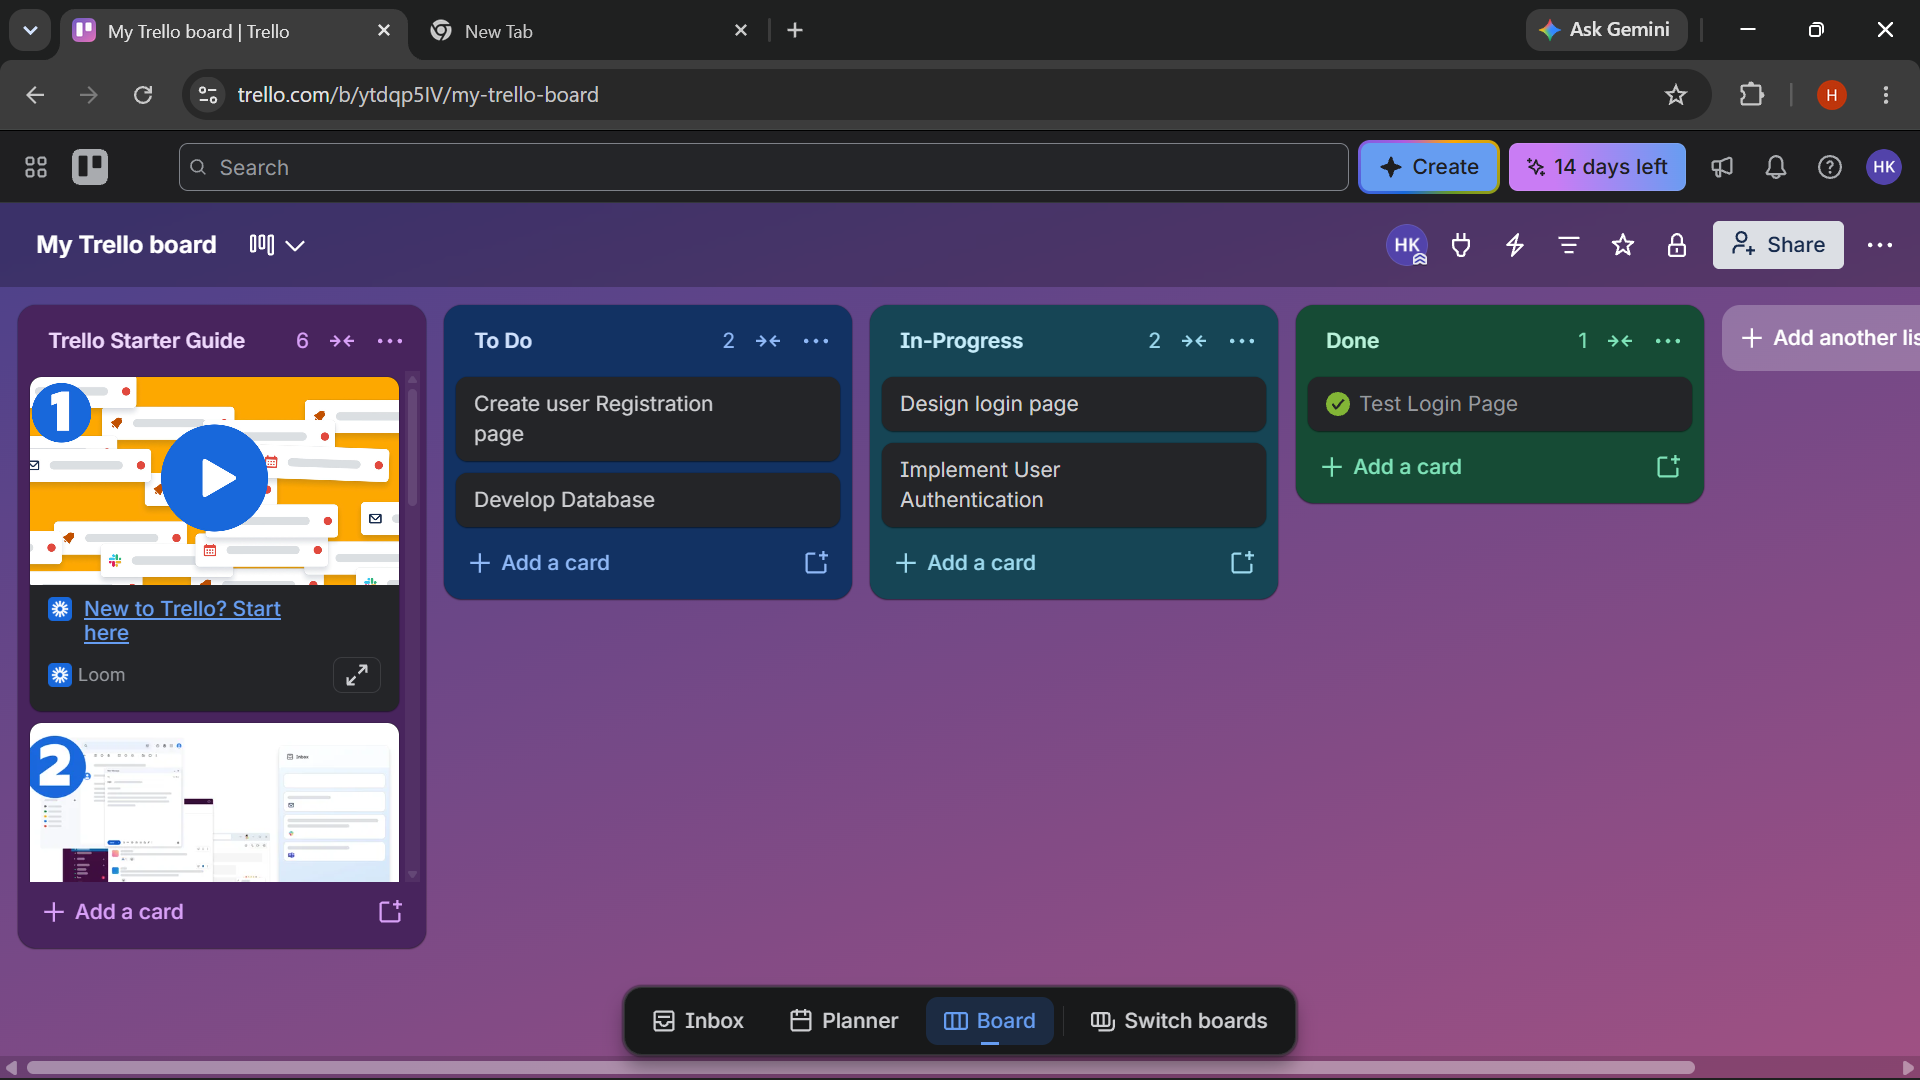 My Trello board | Trello
New Tab
Ask Gemini
trello.com/b/ytdqp5IV/my-trello-board
H
Search
Create
14 days left
HK
My Trello board
HK
Share
Trello Starter Guide 6
1
New to Trello? Start
here
Loom
2
Inbox
Add a card
To Do 2
Create user Registration
page
Develop Database
Add a card
In-Progress 2
Design login page
Implement User
Authentication
Add a card
Done 1
Test Login Page
Add a card
Add another lis
Inbox
Planner
Board
Switch boards